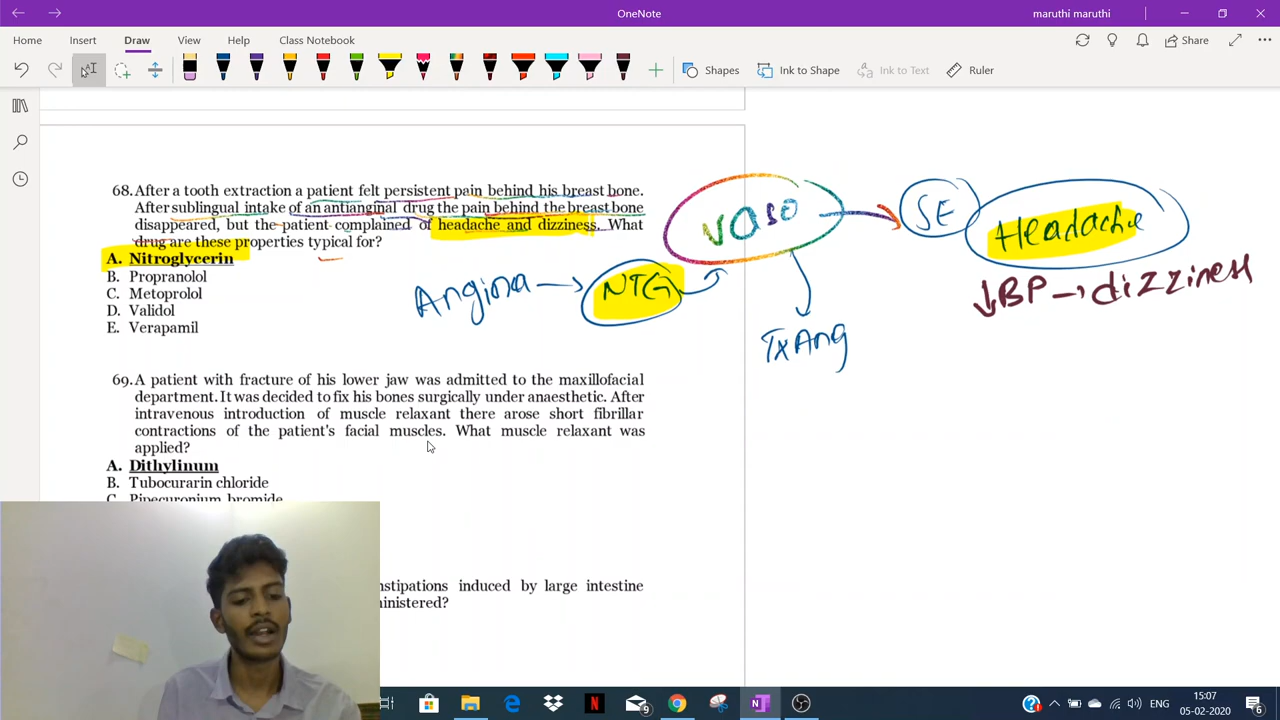 OneNote
maruthi maruthi
Home Insert Draw View Help Class Notebook
Share
Shapes Ink to Shape Ink to Text Ruler
68. After a tooth extraction a patient felt persistent pain behind his breast bone.
After sublingual intake of an antianginal drug the pain behind the breast bone
disappeared, but the patient complained of headache and dizziness. What
drug are these properties typical for?
A. Nitroglycerin
B. Propranolol
C. Metoprolol
D. Validol
E. Verapamil
vaso
SE
Headache
↓BP → dizziness
Angina → NTG
Tx Ang
69. A patient with fracture of his lower jaw was admitted to the maxillofacial
department. It was decided to fix his bones surgically under anaesthetic. After
intravenous introduction of muscle relaxant there arose short fibrillar
contractions of the patient's facial muscles. What muscle relaxant was
applied?
A. Dithylinum
B. Tubocurarin chloride
C. Pipecuronium bromide
nstipations induced by large intestine
ministered?
ENG
15:07
05-02-2020
9
6